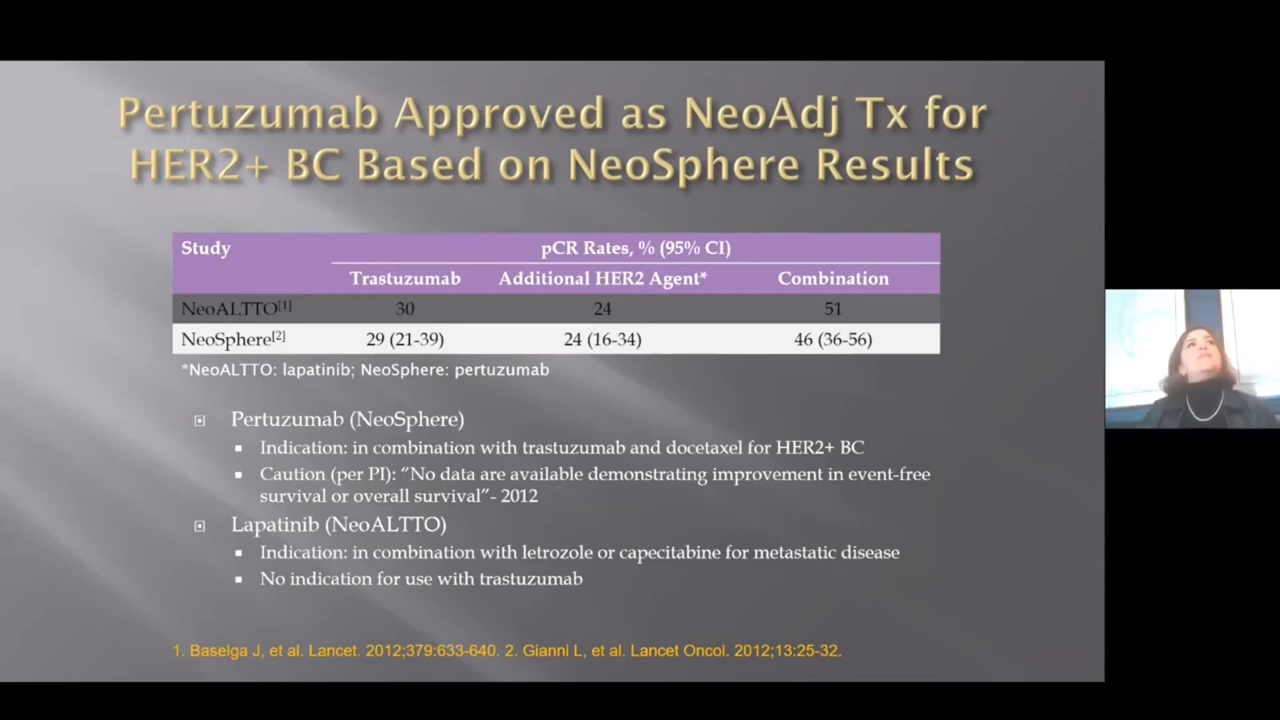 Pertuzumab Approved as NeoAdj Tx for
HER2+ BC Based on NeoSphere Results
Study pCR Rates, % (95% CI)
Trastuzumab Additional HER2 Agent* Combination
NeoALTTO[1] 30 24 51
NeoSphere[2] 29 (21-39) 24 (16-34) 46 (36-56)
*NeoALTTO: lapatinib; NeoSphere: pertuzumab
Pertuzumab (NeoSphere)
Indication: in combination with trastuzumab and docetaxel for HER2+ BC
Caution (per PI): “No data are available demonstrating improvement in event-free
survival or overall survival”- 2012
Lapatinib (NeoALTTO)
Indication: in combination with letrozole or capecitabine for metastatic disease
No indication for use with trastuzumab
1. Baselga J, et al. Lancet. 2012;379:633-640. 2. Gianni L, et al. Lancet Oncol. 2012;13:25-32.